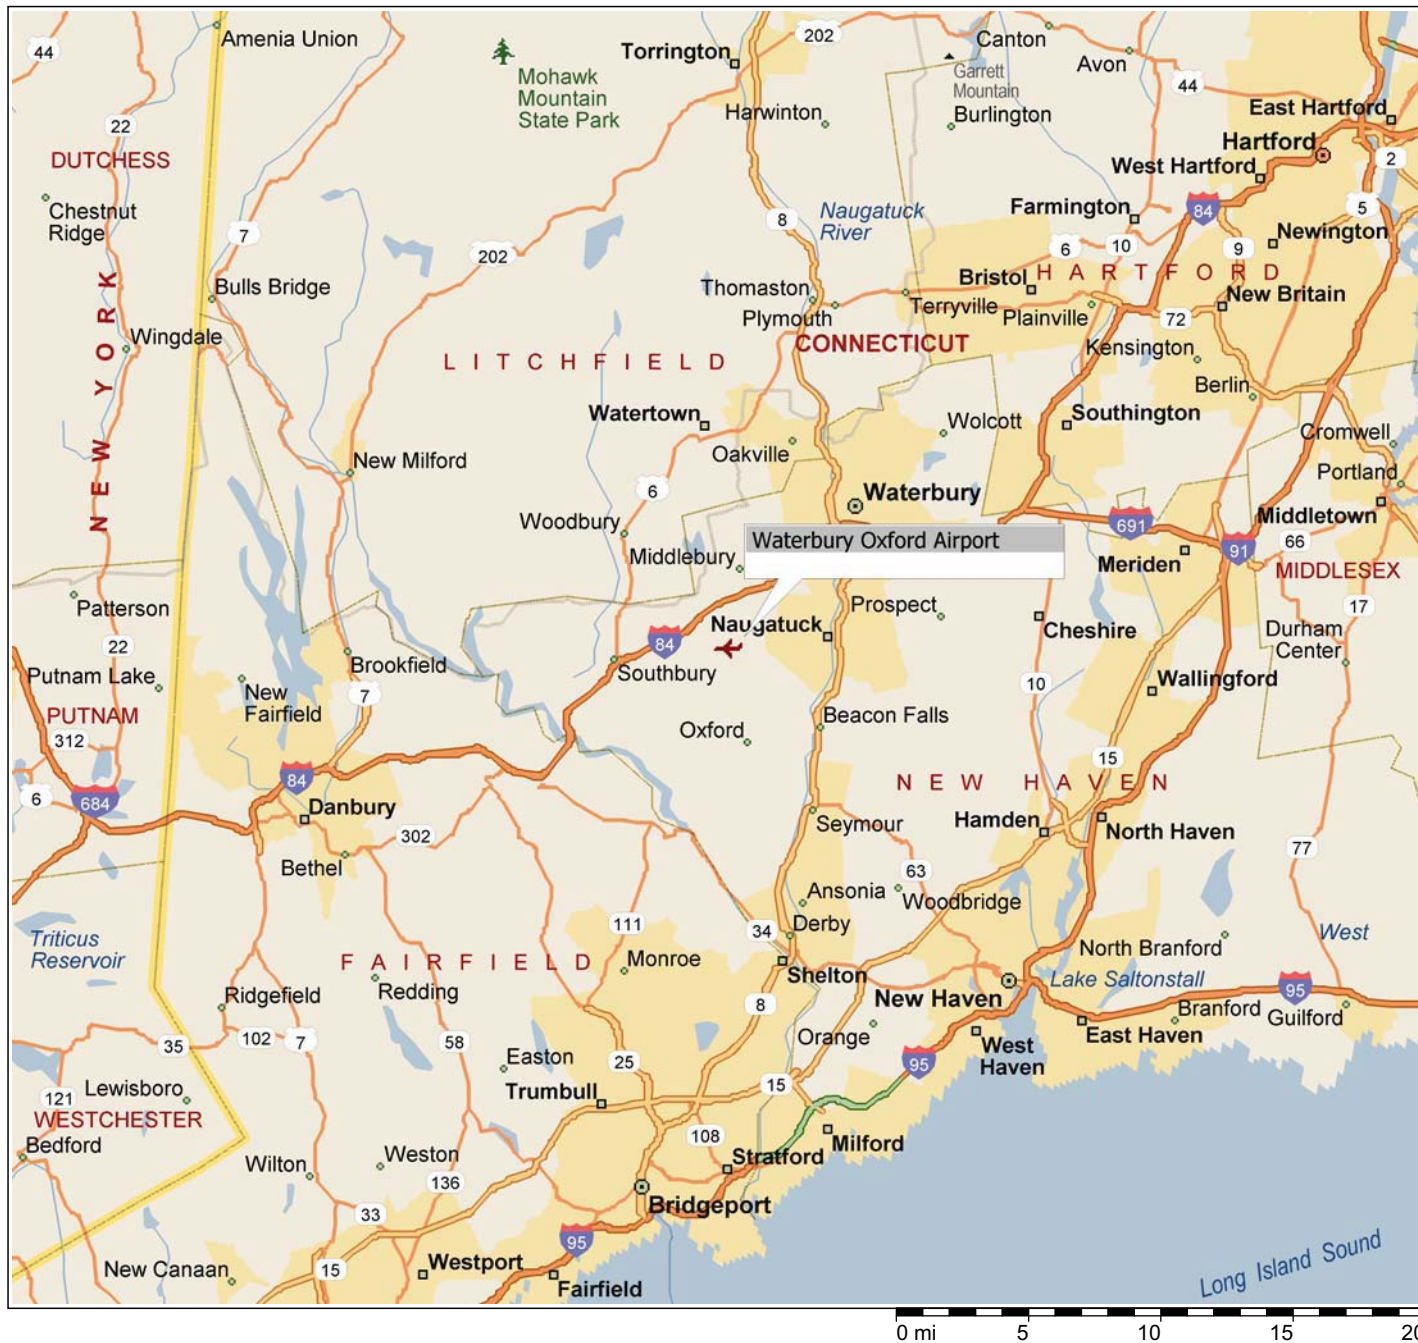 44
Amenia Union
Torrington
202
Canton
Avon
Mohawk
Mountain
State Park
Garrett
Mountain
44
Harwinton
Burlington
East Hartford
22
DUTCHESS
Hartford
2
West Hartford
Chestnut
Ridge
Naugatuck
River
8
Farmington
84
5
7
202
6
10
9
Newington
Bulls Bridge
Thomaston
Bristol
HARTFORD
Plymouth
Terryville
Plainville
New Britain
72
Wingdale
NEW YORK
LITCHFIELD
CONNECTICUT
Kensington
Berlin
Watertown
Oakville
Wolcott
Southington
Cromwell
New Milford
Portland
6
Waterbury
Woodbury
Middlebury
Waterbury Oxford Airport
691
Middletown
91
66
Meriden
MIDDLESEX
Patterson
Prospect
17
22
84
Naugatuck
Cheshire
Durham
Center
Putnam Lake
Brookfield
Southbury
New
Fairfield
7
10
Wallingford
PUTNAM
312
Oxford
Beacon Falls
15
6
684
84
NEW HAVEN
Danbury
302
Seymour
Hamden
North Haven
Bethel
77
63
Ansonia
Woodbridge
111
34
Derby
Triticus
Reservoir
FAIRFIELD
Monroe
Shelton
North Branford
West
Ridgefield
Redding
8
New Haven
Lake Saltonstall
95
Branford
Guilford
35
102
7
58
Easton
25
Orange
West
Haven
East Haven
95
15
121
Lewisboro
WESTCHESTER
Trumbull
Bedford
108
Milford
Wilton
Weston
136
Stratford
Bridgeport
33
95
New Canaan
15
Westport
Fairfield
Long Island Sound
0 mi 5 10 15 20